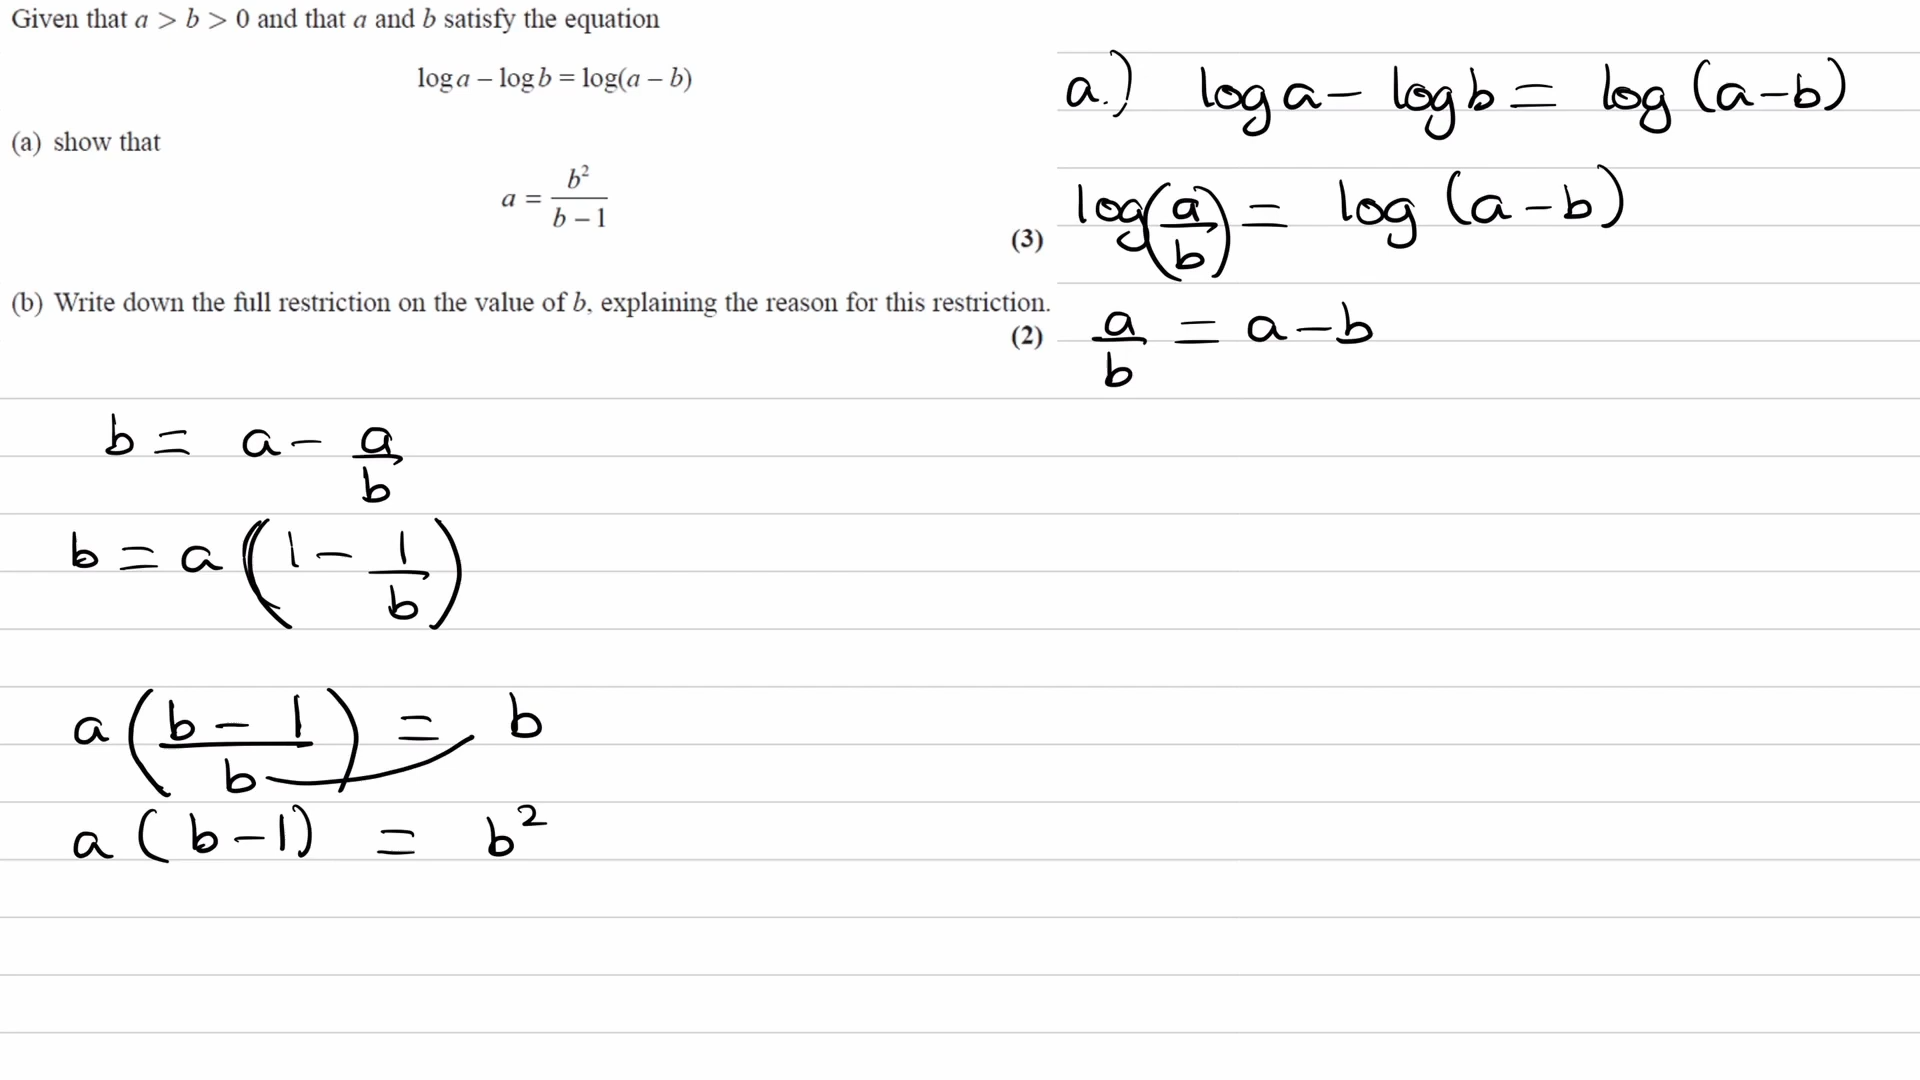 Given that a > b > 0 and that a and b satisfy the equation
log a – log b = log(a – b)
(a) show that
a = b²/(b – 1)
(3)
(b) Write down the full restriction on the value of b, explaining the reason for this restriction.
(2)
a.) log a – log b = log (a – b)
log(a/b) = log (a – b)
a/b = a – b
b = a – a/b
b = a (1 – 1/b)
a ((b – 1)/b) = b
a (b – 1) = b²